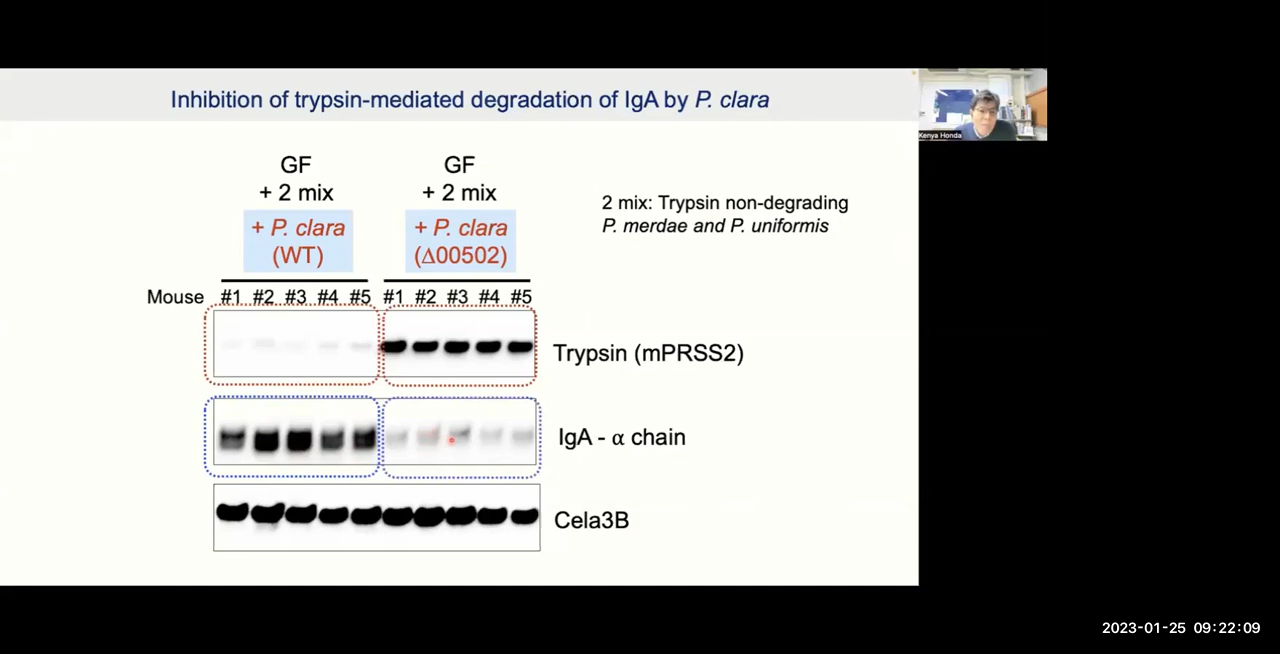 Inhibition of trypsin-mediated degradation of IgA by P. clara
Kenya Honda
GF
+ 2 mix
+ P. clara
(WT)
GF
+ 2 mix
+ P. clara
(Δ00502)
2 mix: Trypsin non-degrading
P. merdae and P. uniformis
Mouse #1 #2 #3 #4 #5 #1 #2 #3 #4 #5
Trypsin (mPRSS2)
IgA - α chain
Cela3B
2023-01-25 09:22:09